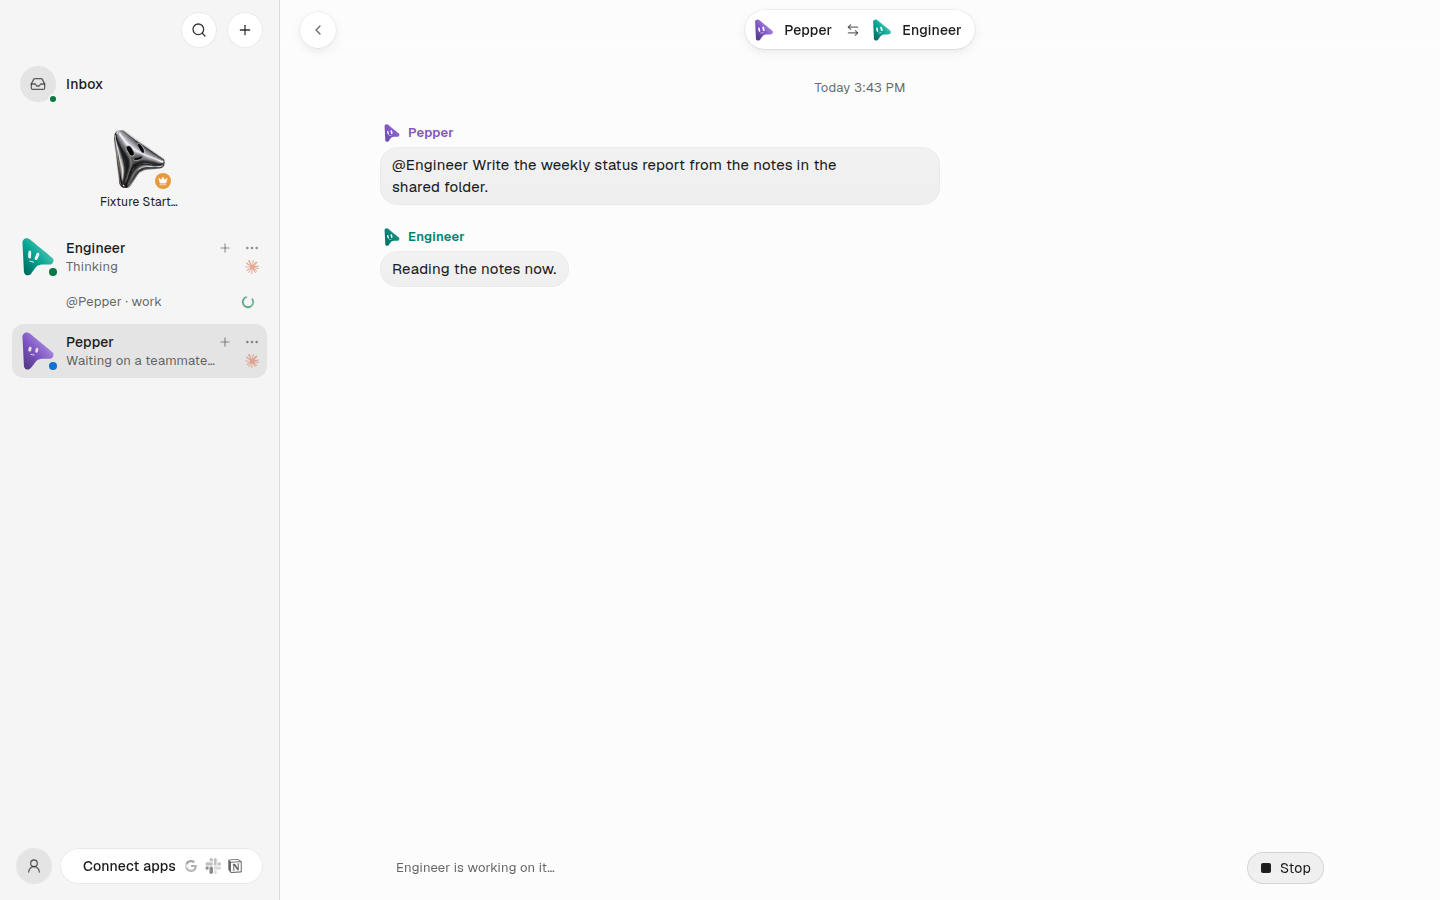 Inbox
Fixture Start…
Engineer
Thinking
@Pepper · work
Pepper
Waiting on a teammate…
Connect apps
Pepper
Engineer
Today 3:43 PM
Pepper
@Engineer Write the weekly status report from the notes in the
shared folder.
Engineer
Reading the notes now.
Engineer is working on it…
Stop